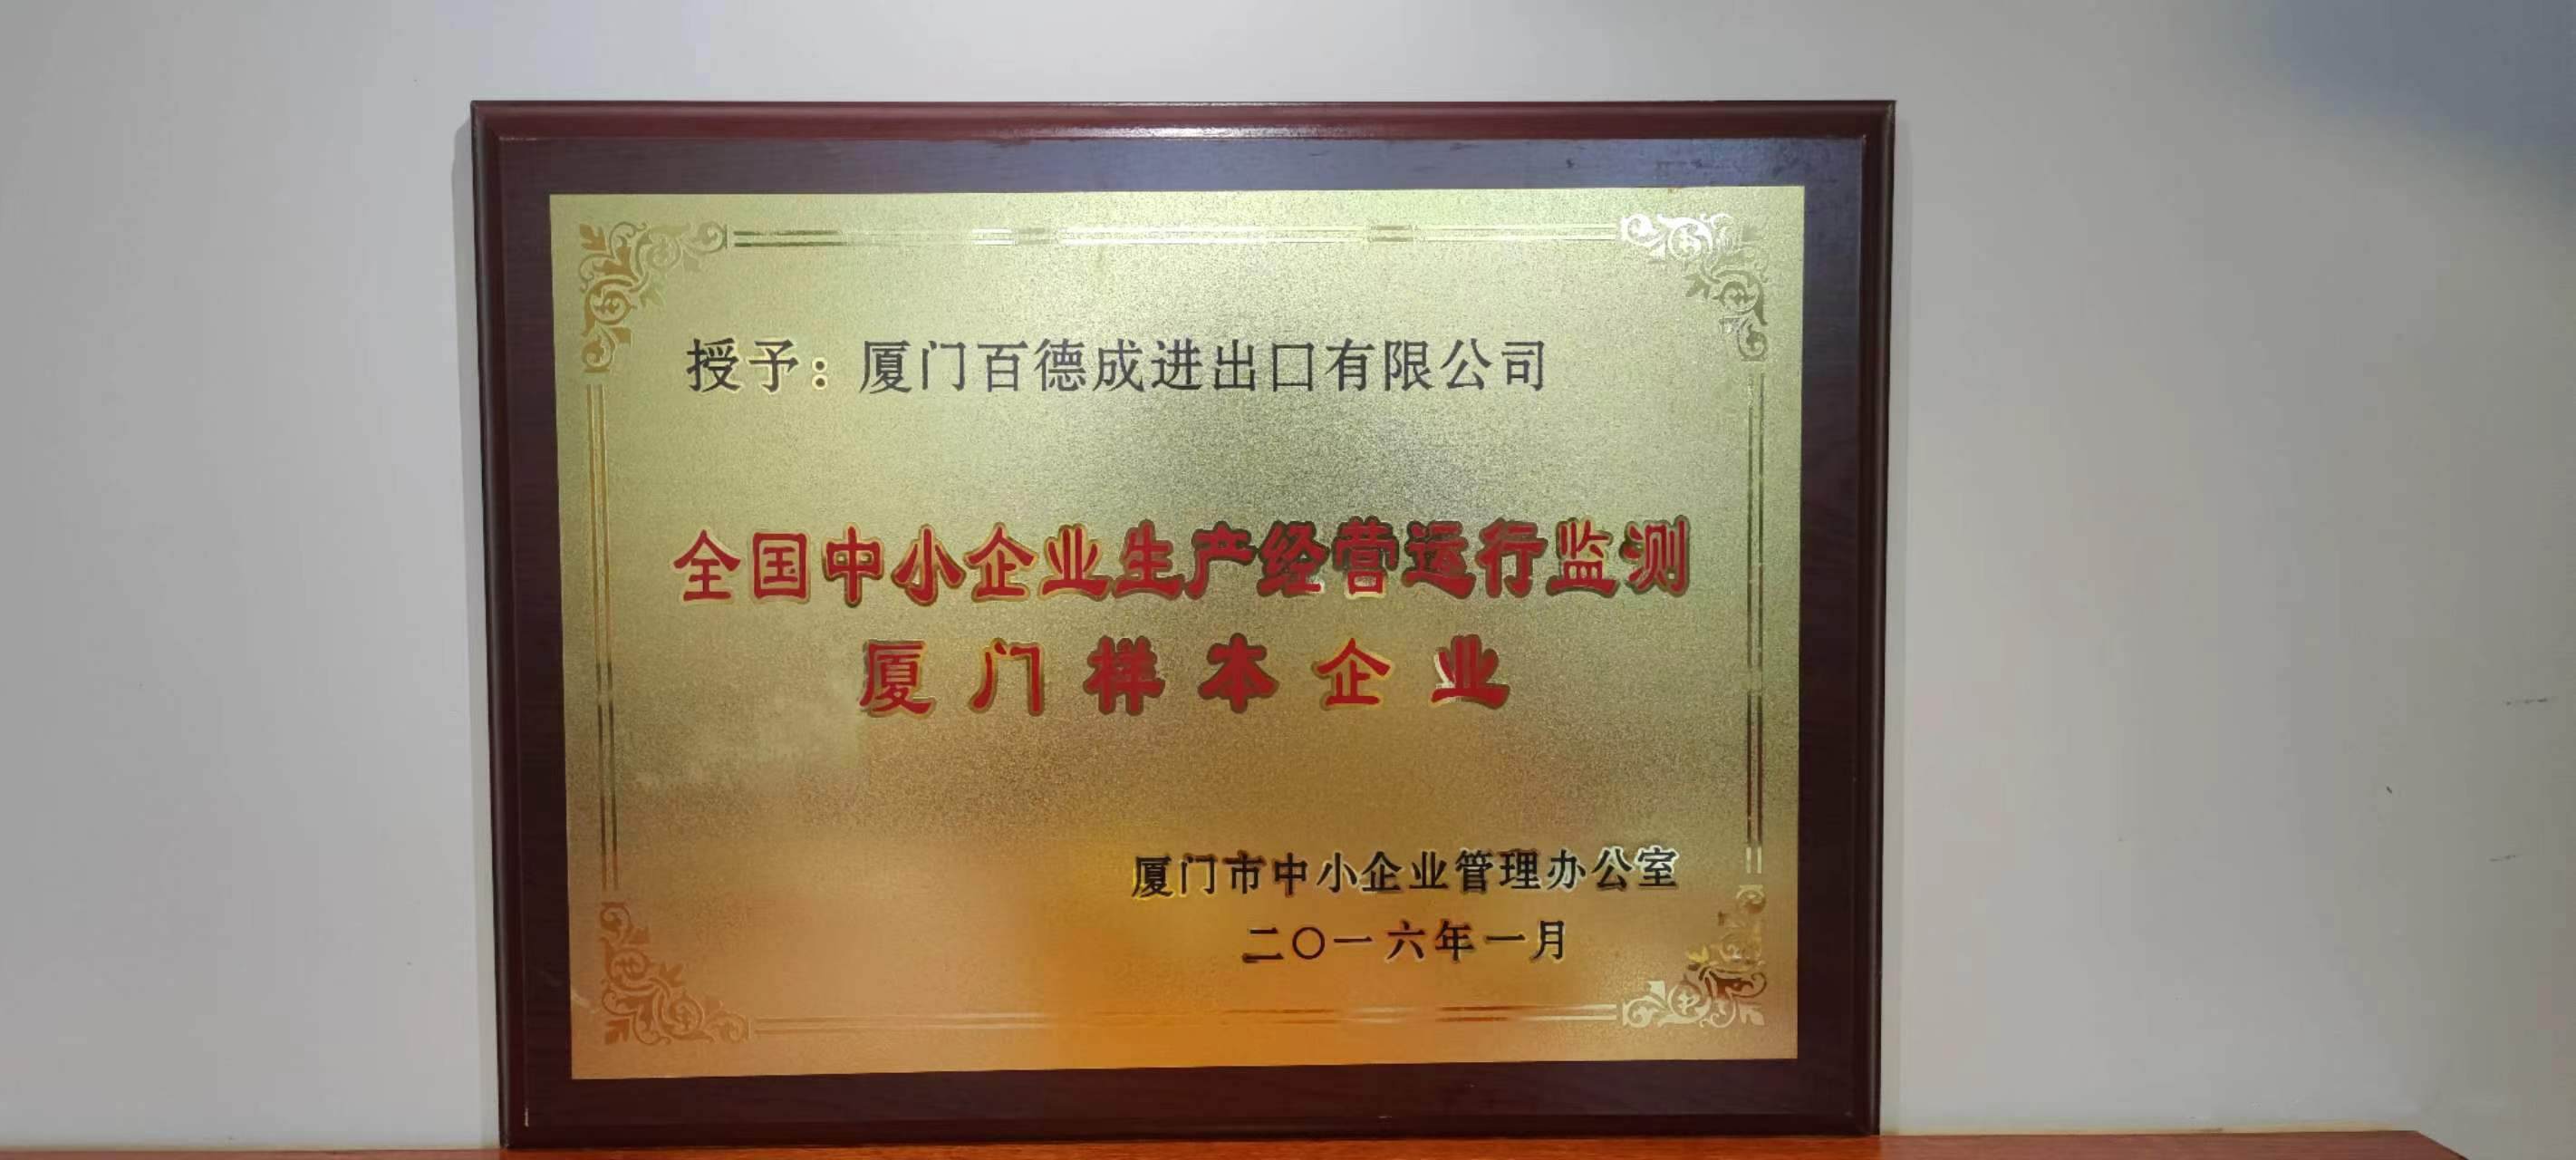 授予：厦门百德成进出口有限公司
全国中小企业生产经营运行监测
厦门样本企业
厦门市中小企业管理办公室
二〇一六年一月